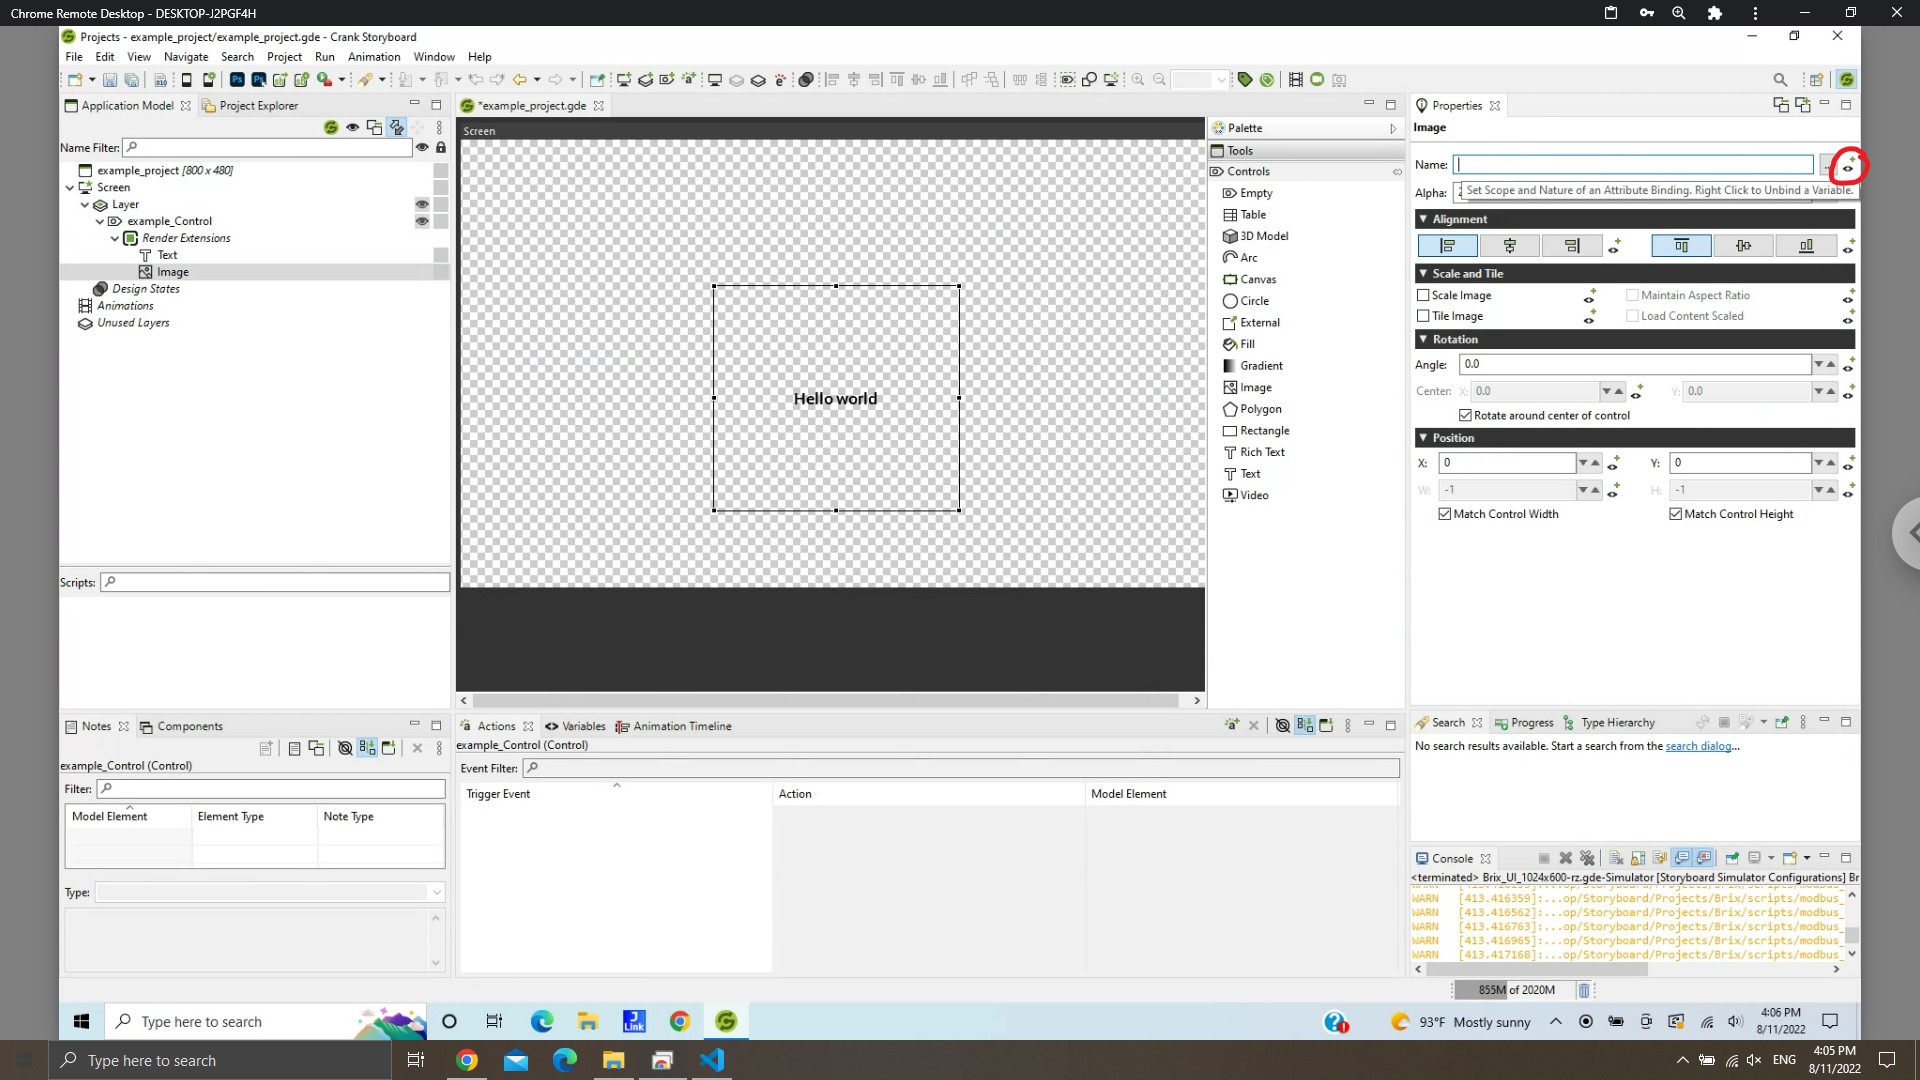 Chrome Remote Desktop - DESKTOP-J2PGF4H
Projects - example_project/example_project.gde - Crank Storyboard
File Edit View Navigate Search Project Run Animation Window Help
Application Model
Project Explorer
Name Filter:
example_project [800 x 480]
Screen
Layer
example_Control
Render Extensions
Text
Image
Design States
Animations
Unused Layers
Scripts:
*example_project.gde
Screen
Hello world
Palette
Tools
Controls
Empty
Table
3D Model
Arc
Canvas
Circle
External
Fill
Gradient
Image
Polygon
Rectangle
Rich Text
Text
Video
Properties
Image
Name:
Set Scope and Nature of an Attribute Binding. Right Click to Unbind a Variable.
Alpha:
Alignment
Scale and Tile
Scale Image Maintain Aspect Ratio
Tile Image Load Content Scaled
Rotation
Angle: 0.0
Center: X: 0.0 Y: 0.0
Rotate around center of control
Position
X: 0 Y: 0
W: -1 H: -1
Match Control Width Match Control Height
Notes Components
example_Control (Control)
Filter:
Model Element Element Type Note Type
Type:
Actions Variables Animation Timeline
example_Control (Control)
Event Filter:
Trigger Event Action Model Element
Search Progress Type Hierarchy
No search results available. Start a search from the search dialog...
Console
<terminated> Brix_UI_1024x600-rz.gde-Simulator [Storyboard Simulator Configurations] Br
WARN [413.416359]:...op/Storyboard/Projects/Brix/scripts/modbus_
WARN [413.416562]:...op/Storyboard/Projects/Brix/scripts/modbus_
WARN [413.416763]:...op/Storyboard/Projects/Brix/scripts/modbus_
WARN [413.416965]:...op/Storyboard/Projects/Brix/scripts/modbus_
WARN [413.417168]:...op/Storyboard/Projects/Brix/scripts/modbus_
855M of 2020M
Type here to search
J Link
93°F Mostly sunny
4:06 PM
8/11/2022
Type here to search
ENG
4:05 PM
8/11/2022